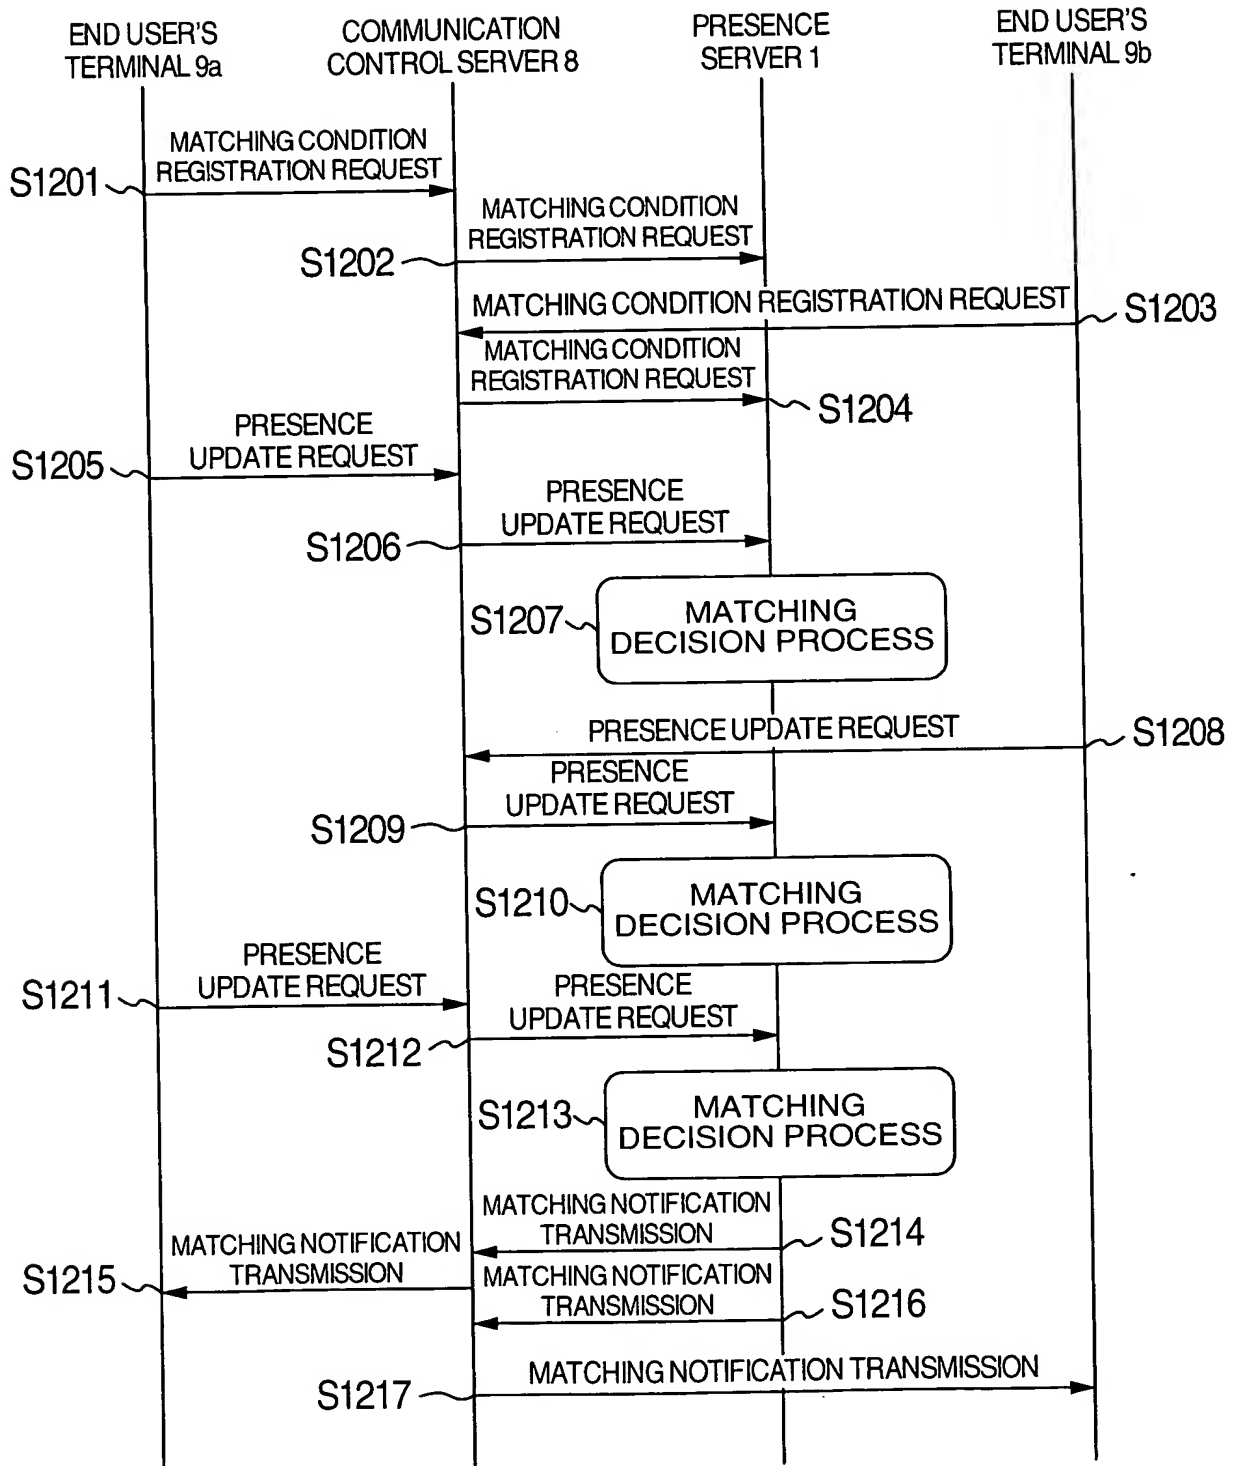 END USER'S
TERMINAL 9a
COMMUNICATION
CONTROL SERVER 8
PRESENCE
SERVER 1
END USER'S
TERMINAL 9b
MATCHING CONDITION
REGISTRATION REQUEST
S1201
MATCHING CONDITION
REGISTRATION REQUEST
S1202
MATCHING CONDITION REGISTRATION REQUEST
S1203
MATCHING CONDITION
REGISTRATION REQUEST
S1204
PRESENCE
UPDATE REQUEST
S1205
PRESENCE
UPDATE REQUEST
S1206
S1207
MATCHING
DECISION PROCESS
PRESENCE UPDATE REQUEST
S1208
PRESENCE
UPDATE REQUEST
S1209
S1210
MATCHING
DECISION PROCESS
PRESENCE
UPDATE REQUEST
S1211
PRESENCE
UPDATE REQUEST
S1212
S1213
MATCHING
DECISION PROCESS
MATCHING NOTIFICATION
TRANSMISSION
S1214
MATCHING NOTIFICATION
TRANSMISSION
S1215
MATCHING NOTIFICATION
TRANSMISSION
S1216
MATCHING NOTIFICATION TRANSMISSION
S1217